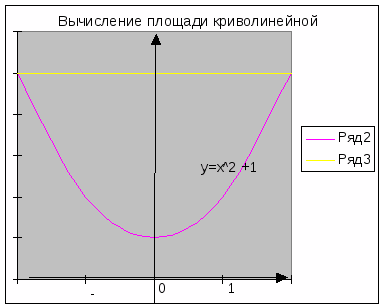 Вычисление площади криволинейной
y=x^2 +1
Ряд2
Ряд3
0 1
-